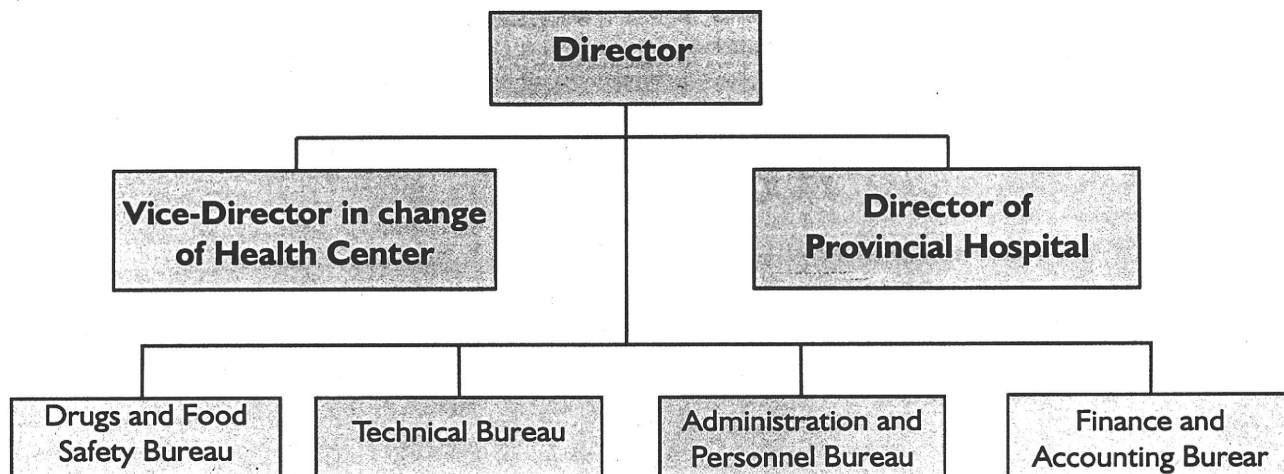 Director
Vice-Director in change
of Health Center
Director of
Provincial Hospital
Drugs and Food
Safety Bureau
Technical Bureau
Administration and
Personnel Bureau
Finance and
Accounting Burear